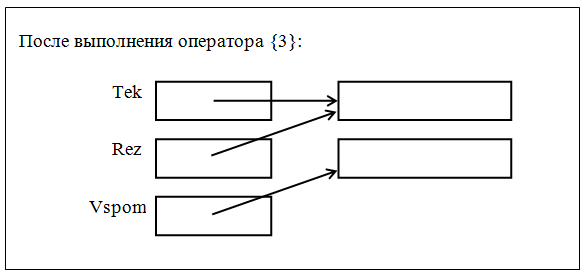 После выполнения оператора {3}:
Tek
Rez
Vspom